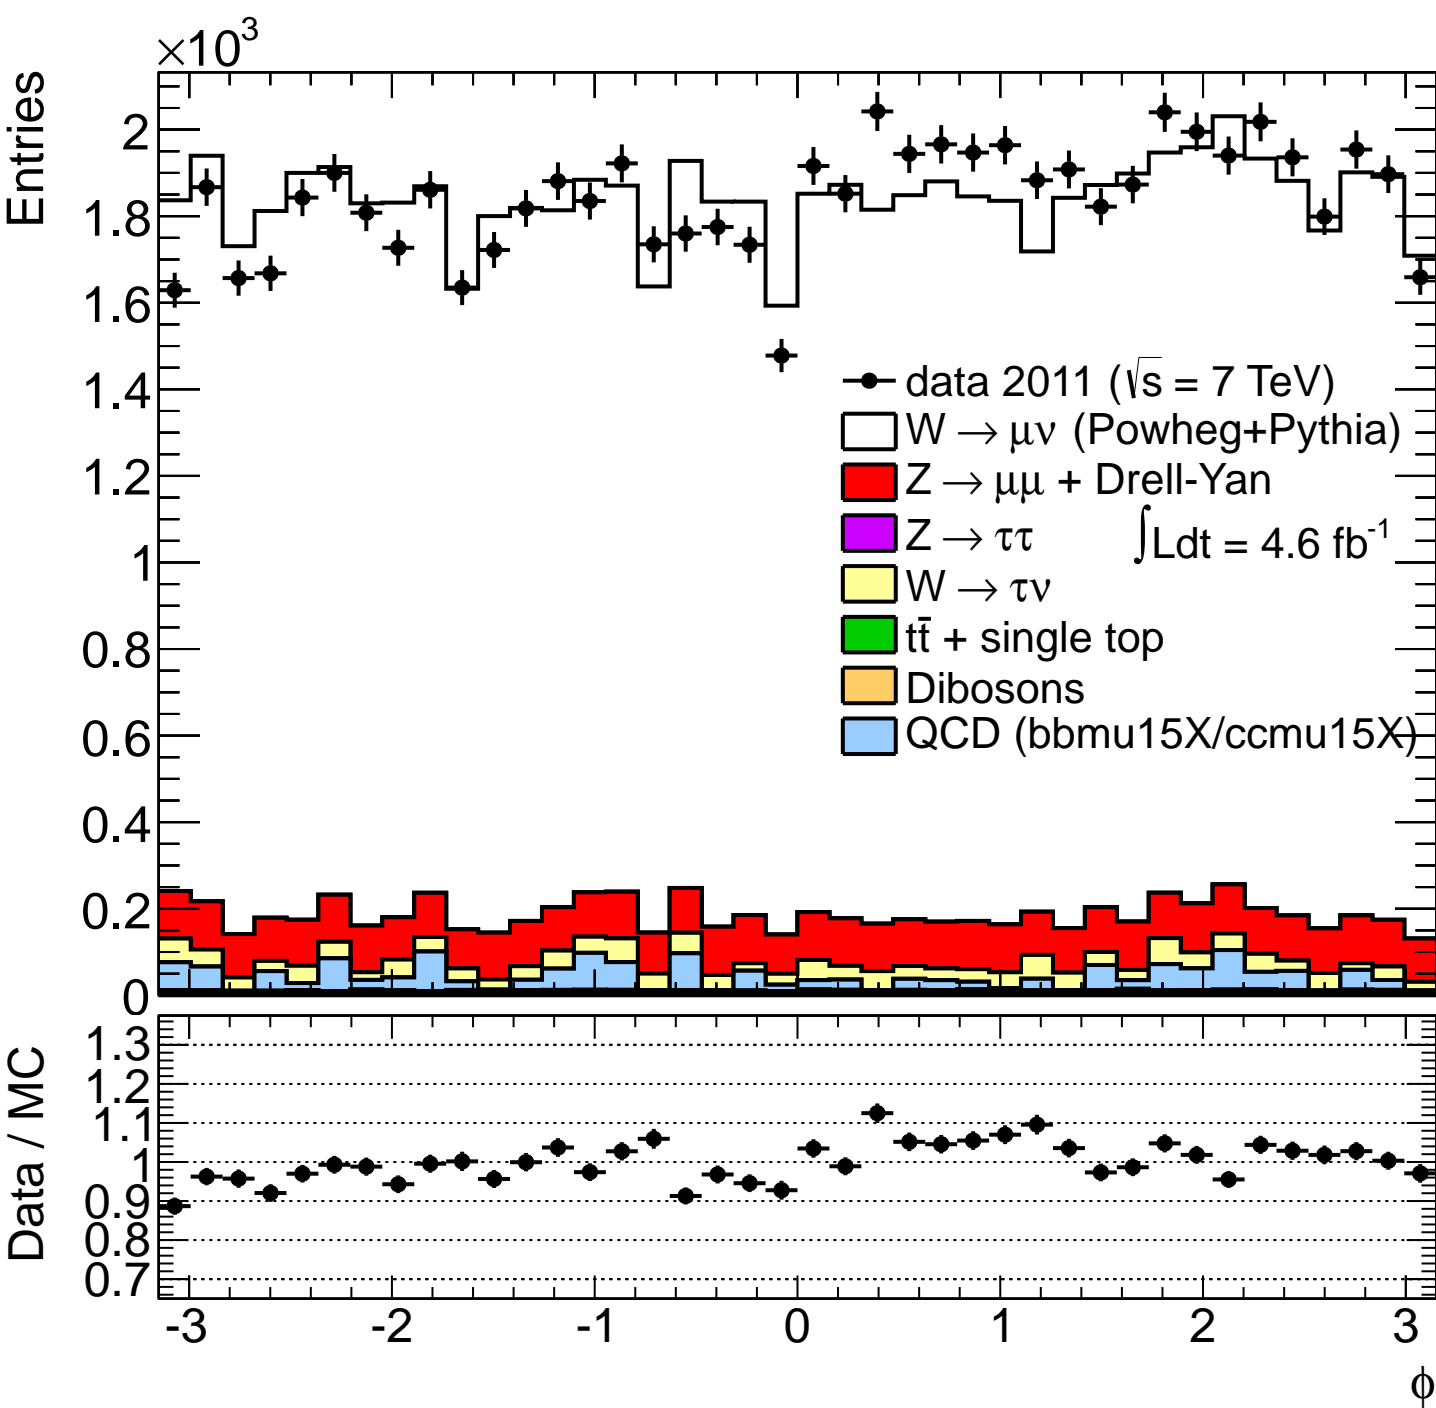 ×10³
Entries
2
1.8
1.6
1.4
1.2
1
0.8
0.6
0.4
0.2
0
data 2011 (√s = 7 TeV)
W → μν (Powheg+Pythia)
Z → μμ + Drell-Yan
Z → ττ
∫Ldt = 4.6 fb⁻¹
W → τν
tt̄ + single top
Dibosons
QCD (bbmu15X/ccmu15X)
Data / MC
1.3
1.2
1.1
1
0.9
0.8
0.7
-3 -2 -1 0 1 2 3
ϕ